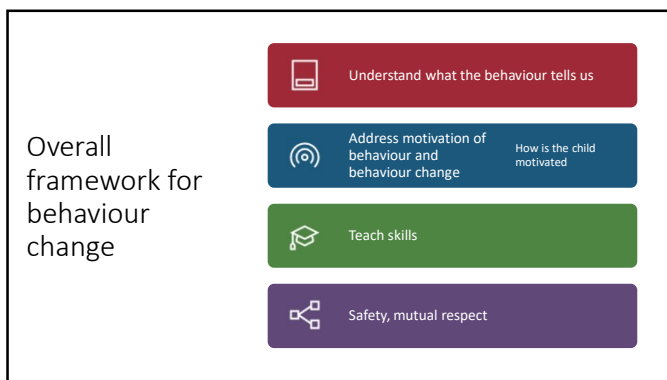 Overall
framework for
behaviour
change
Understand what the behaviour tells us
Address motivation of
behaviour and
behaviour change
How is the child
motivated
Teach skills
Safety, mutual respect